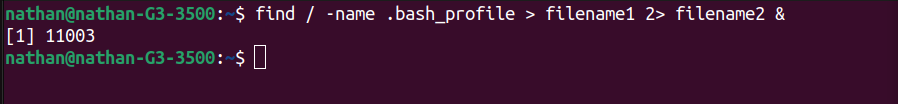 nathan@nathan-G3-3500:~$ find / -name .bash_profile > filename1 2> filename2 &
[1] 11003
nathan@nathan-G3-3500:~$